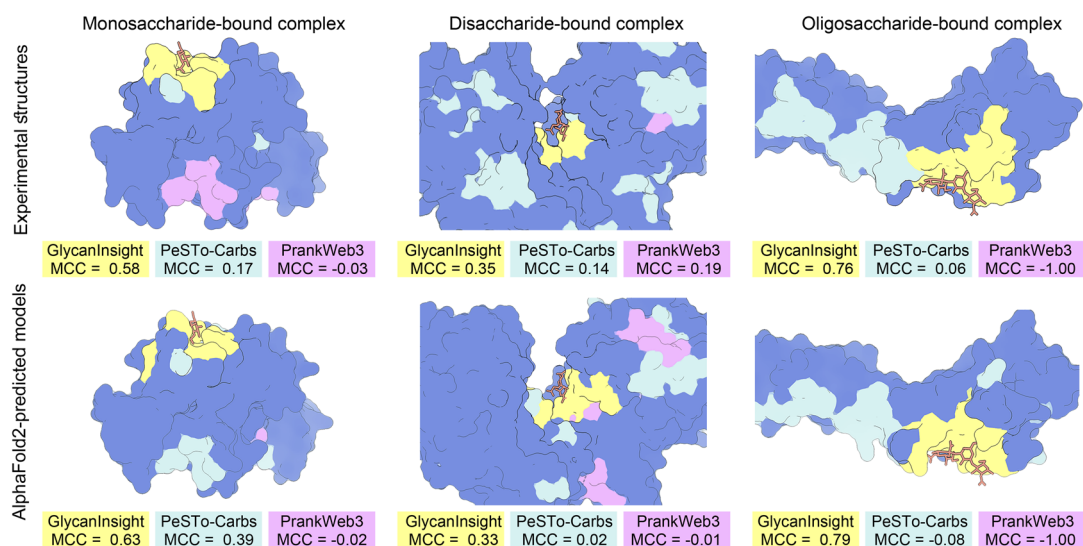 Monosaccharide-bound complex
Disaccharide-bound complex
Oligosaccharide-bound complex
Experimental structures
GlycanInsight
MCC = 0.58
PeSTo-Carbs
MCC = 0.17
PrankWeb3
MCC = -0.03
GlycanInsight
MCC = 0.35
PeSTo-Carbs
MCC = 0.14
PrankWeb3
MCC = 0.19
GlycanInsight
MCC = 0.76
PeSTo-Carbs
MCC = 0.06
PrankWeb3
MCC = -1.00
AlphaFold2-predicted models
GlycanInsight
MCC = 0.63
PeSTo-Carbs
MCC = 0.39
PrankWeb3
MCC = -0.02
GlycanInsight
MCC = 0.33
PeSTo-Carbs
MCC = 0.02
PrankWeb3
MCC = -0.01
GlycanInsight
MCC = 0.79
PeSTo-Carbs
MCC = -0.08
PrankWeb3
MCC = -1.00